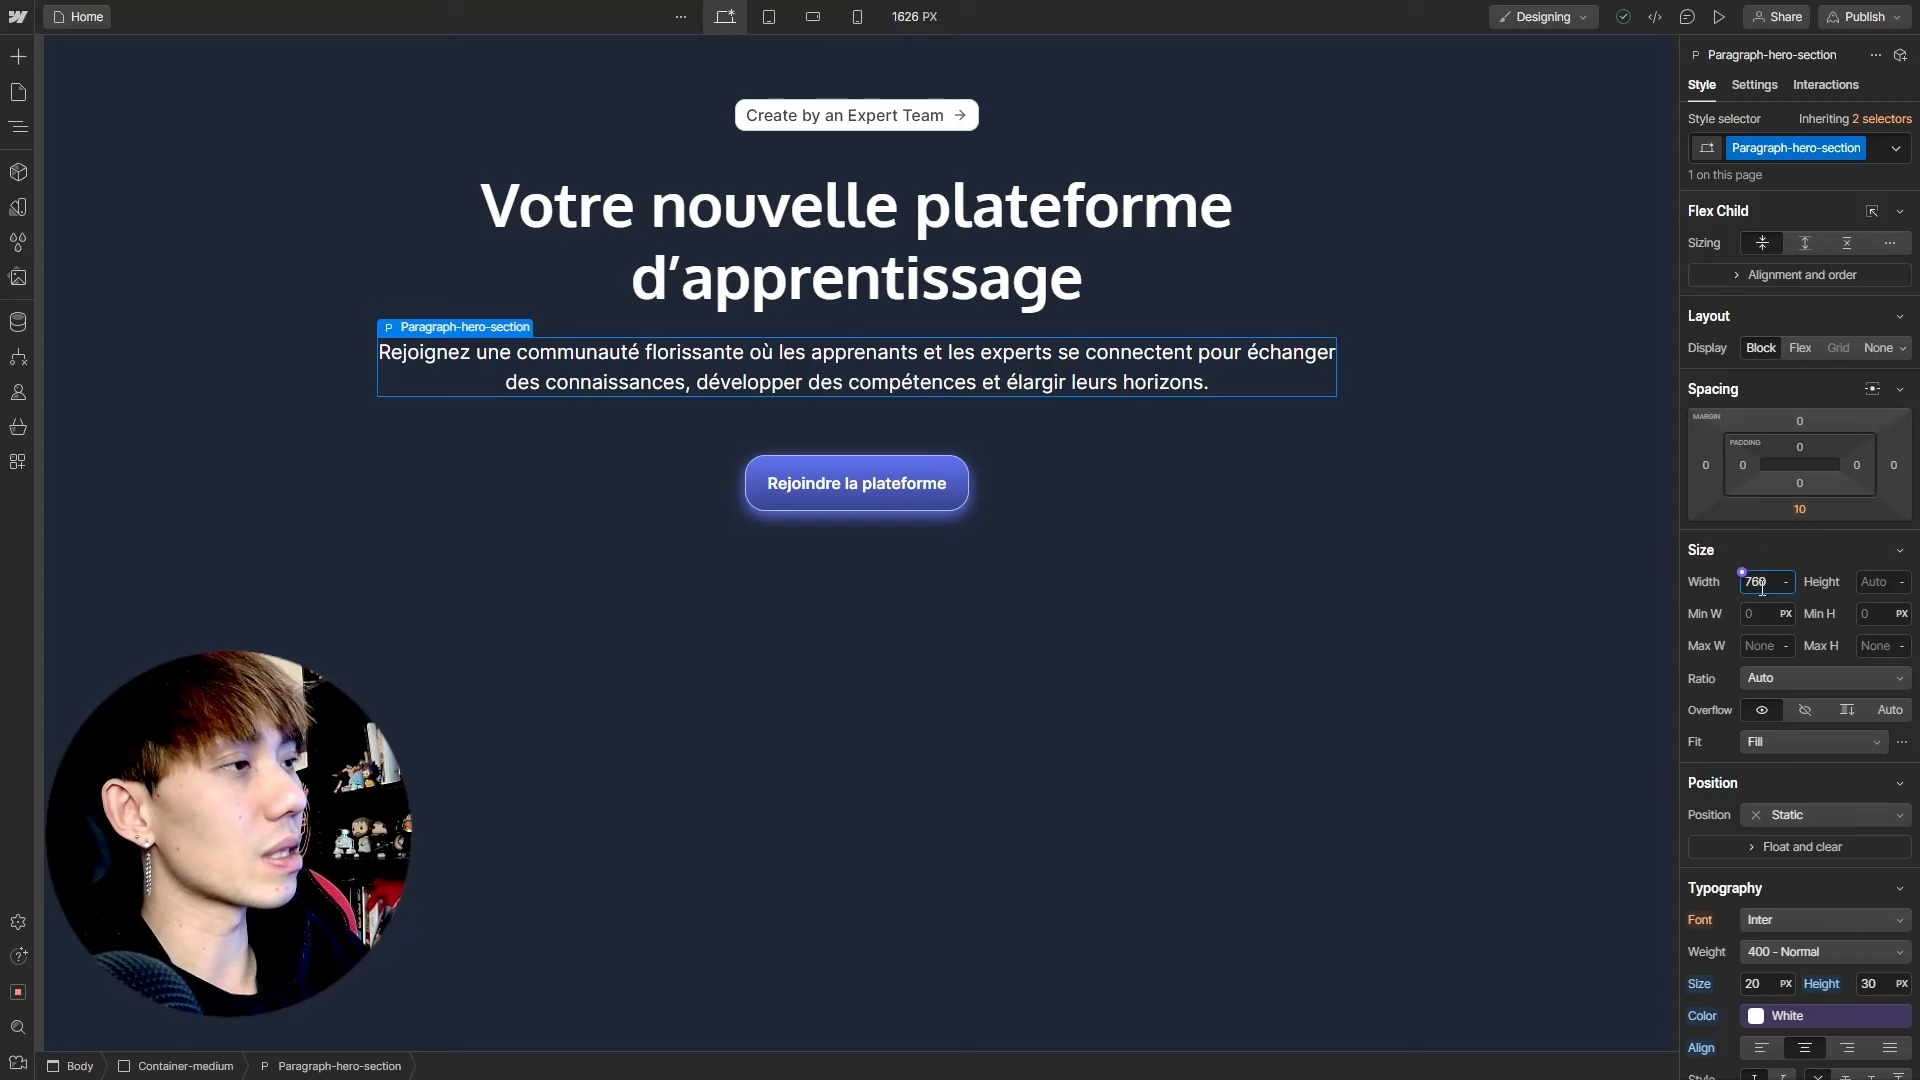 Home
1626 PX
Designing
Share
Publish
Paragraph-hero-section
Style Settings Interactions
Style selector Inheriting 2 selectors
Paragraph-hero-section
1 on this page
Flex Child
Sizing
Alignment and order
Layout
Display Block Flex Grid None
Spacing
MARGIN
0
PADDING
0
0 0 0 0
0
10
Size
Width 760 - Height Auto -
Min W 0 PX Min H 0 PX
Max W None - Max H None -
Ratio Auto
Overflow Auto
Fit Fill
Position
Position Static
Float and clear
Typography
Font Inter
Weight 400 - Normal
Size 20 PX Height 30 PX
Color White
Align
Create by an Expert Team →
Votre nouvelle plateforme
d’apprentissage
P Paragraph-hero-section
Rejoignez une communauté florissante où les apprenants et les experts se connectent pour échanger
des connaissances, développer des compétences et élargir leurs horizons.
Rejoindre la plateforme
Body Container-medium P Paragraph-hero-section